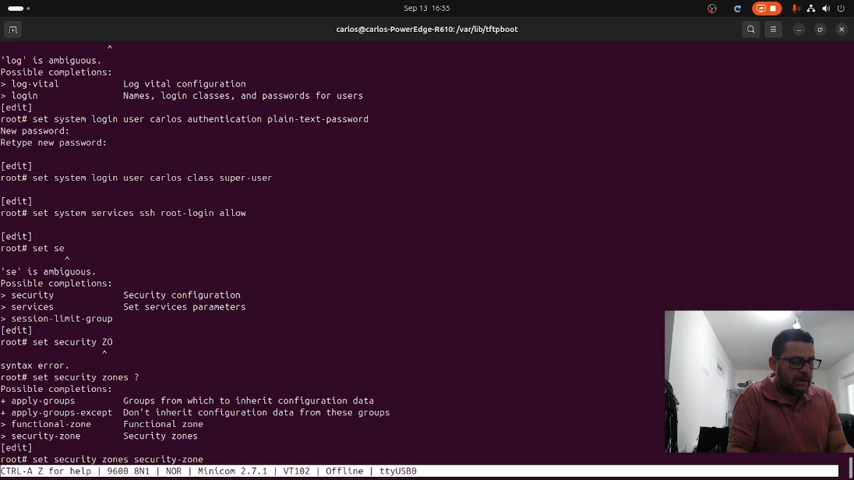 Sep 13 16:55
carlos@carlos-PowerEdge-R610: /var/lib/tftpboot
^
'log' is ambiguous.
Possible completions:
> log-vital Log vital configuration
> login Names, login classes, and passwords for users
[edit]
root# set system login user carlos authentication plain-text-password
New password:
Retype new password:
[edit]
root# set system login user carlos class super-user
[edit]
root# set system services ssh root-login allow
[edit]
root# set se
^
'se' is ambiguous.
Possible completions:
> security Security configuration
> services Set services parameters
> session-limit-group
[edit]
root# set security ZO
^
syntax error.
root# set security zones ?
Possible completions:
+ apply-groups Groups from which to inherit configuration data
+ apply-groups-except Don't inherit configuration data from these groups
> functional-zone Functional zone
> security-zone Security zones
[edit]
root# set security zones security-zone
CTRL-A Z for help | 9600 8N1 | NOR | Minicom 2.7.1 | VT102 | Offline | ttyUSB0